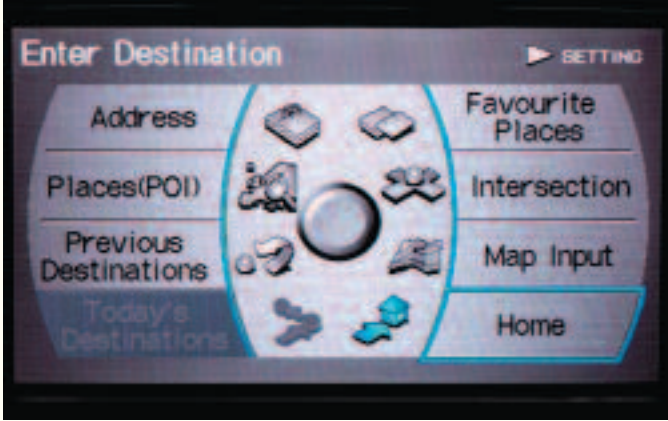 Enter Destination
SETTING
Address
Places(POI)
Previous
Destinations
Today's
Destinations
Favourite
Places
Intersection
Map Input
Home